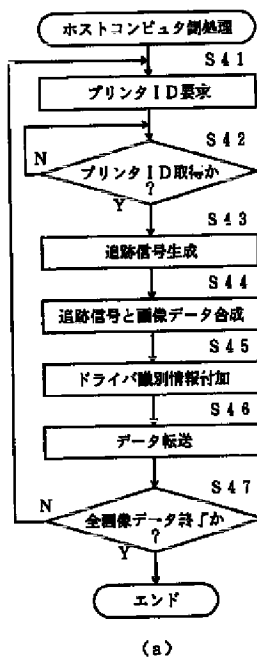 ホストコンピュタ側処理
S41
プリンタID要求
S42
N
プリンタID取得か
?
Y
S43
追跡信号生成
S44
追跡信号と画像データ合成
S45
ドライバ識別情報付加
S46
データ転送
S47
N
全画像データ終了か
?
Y
エンド
(a)